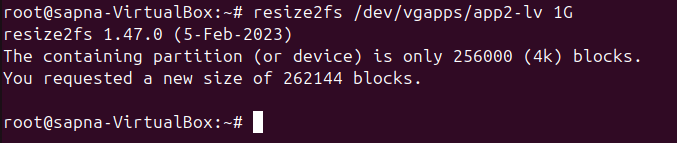 root@sapna-VirtualBox:~# resize2fs /dev/vgapps/app2-lv 1G
resize2fs 1.47.0 (5-Feb-2023)
The containing partition (or device) is only 256000 (4k) blocks.
You requested a new size of 262144 blocks.
root@sapna-VirtualBox:~#